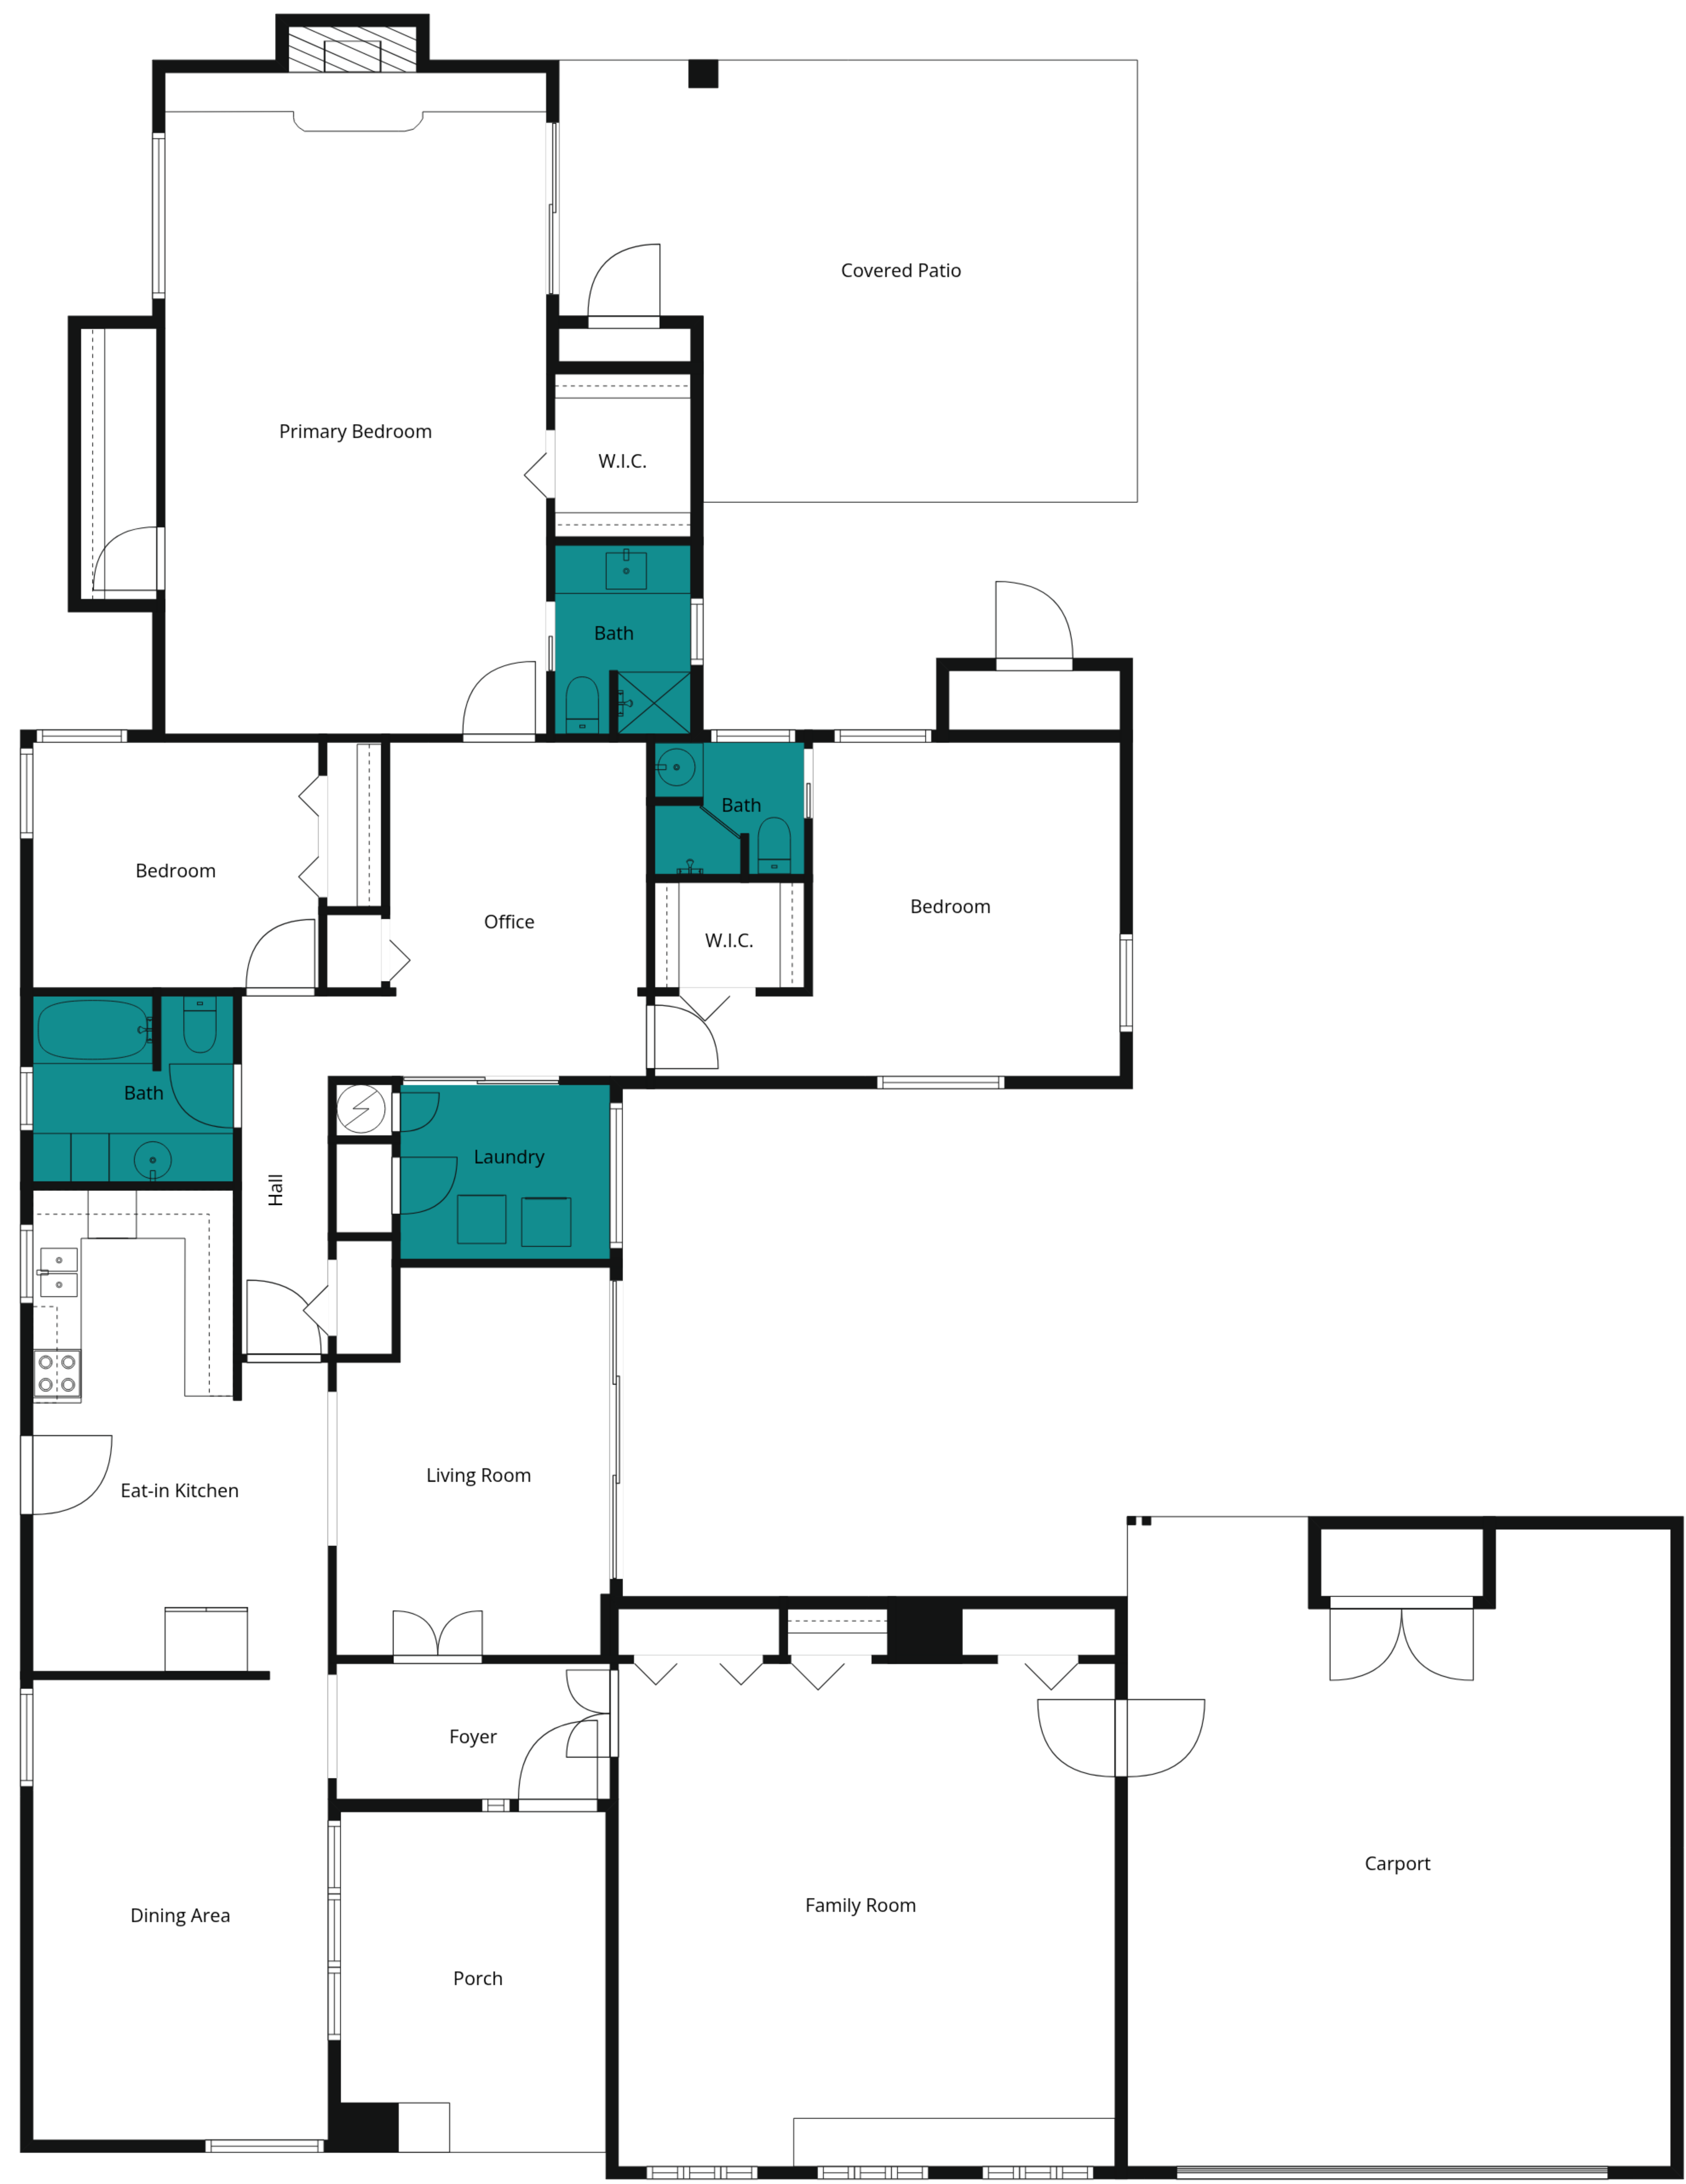 Covered Patio
Primary Bedroom
W.I.C.
Bath
Bath
Bedroom
Bedroom
Office
W.I.C.
Bath
Laundry
Hall
Living Room
Eat-in Kitchen
Foyer
Carport
Family Room
Dining Area
Porch